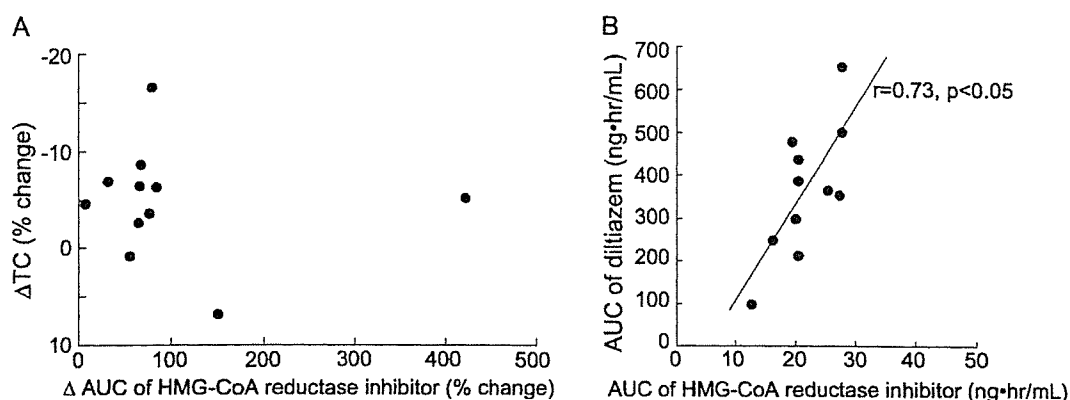 A
-20
-10
0
10
ΔTC (% change)
0 100 200 300 400 500
Δ AUC of HMG-CoA reductase inhibitor (% change)
B
700
600
500
400
300
200
100
0
AUC of diltiazem (ng•hr/mL)
r=0.73, p<0.05
0 10 20 30 40 50
AUC of HMG-CoA reductase inhibitor (ng•hr/mL)